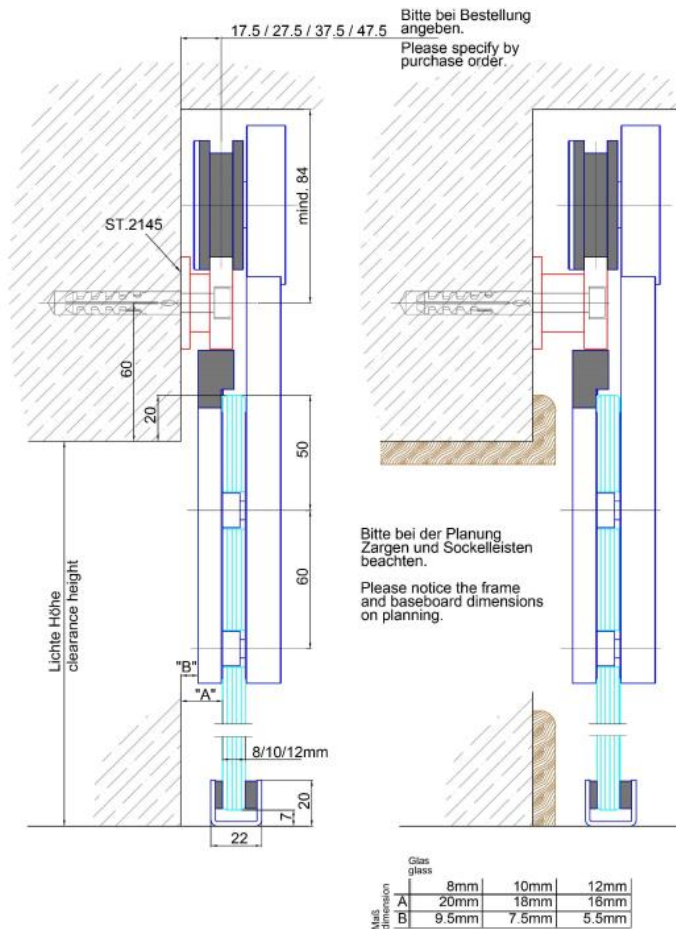 Bitte bei Bestellung
angeben.
Please specify by
purchase order.
17.5 / 27.5 / 37.5 / 47.5
mind. 84
ST.2145
60
20
50
60
Bitte bei der Planung
Zargen und Sockelleisten
beachten.
Please notice the frame
and baseboard dimensions
on planning.
Lichte Höhe
clearance height
"B"
"A"
8/10/12mm
20
7
22
Glas
glass
Maß
dimension
8mm 10mm 12mm
A 20mm 18mm 16mm
B 9.5mm 7.5mm 5.5mm